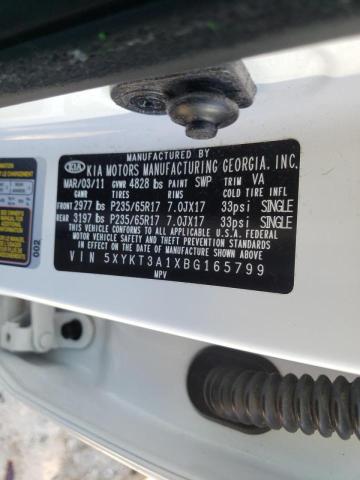 MANUFACTURED BY
KIA KIA MOTORS MANUFACTURING GEORGIA, INC.
MAR/03/11 GVWR 4828 lbs PAINT SWP TRIM VA
GAWR TIRES RIMS COLD TIRE INFL
FRONT 2977 lbs P235/65R17 7.0JX17 33psi SINGLE
REAR 3197 lbs P235/65R17 7.0JX17 33psi SINGLE
THIS VEHICLE CONFORMS TO ALL APPLICABLE U.S.A. FEDERAL
MOTOR VEHICLE SAFETY AND THEFT PREVENTION STANDARDS
IN EFFECT ON THE DATE OF MANUFACTURE SHOWN ABOVE.
VIN 5XYKT3A1XBG165799
MPV
002